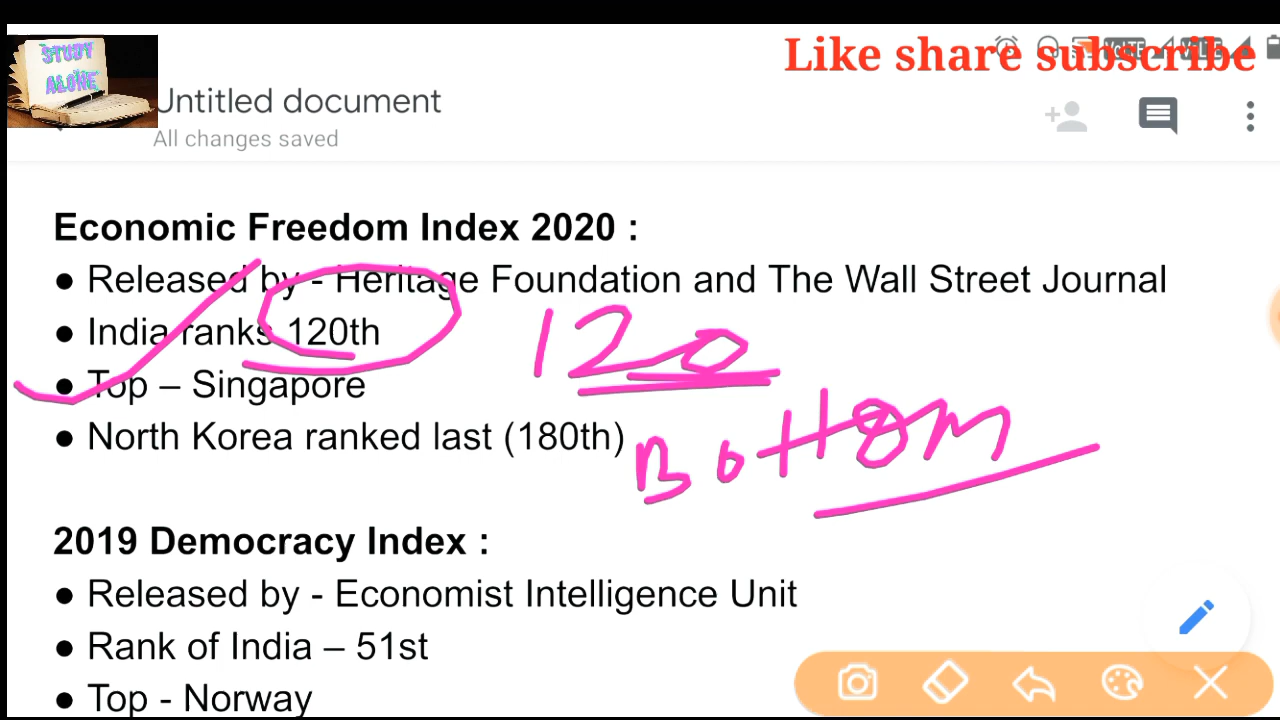 STUDY
ALONE
Like share subscribe
Untitled document
All changes saved
Economic Freedom Index 2020 :
● Released by - Heritage Foundation and The Wall Street Journal
● India ranks 120th
120
● Top – Singapore
● North Korea ranked last (180th)
Bottom
2019 Democracy Index :
● Released by - Economist Intelligence Unit
● Rank of India – 51st
● Top - Norway